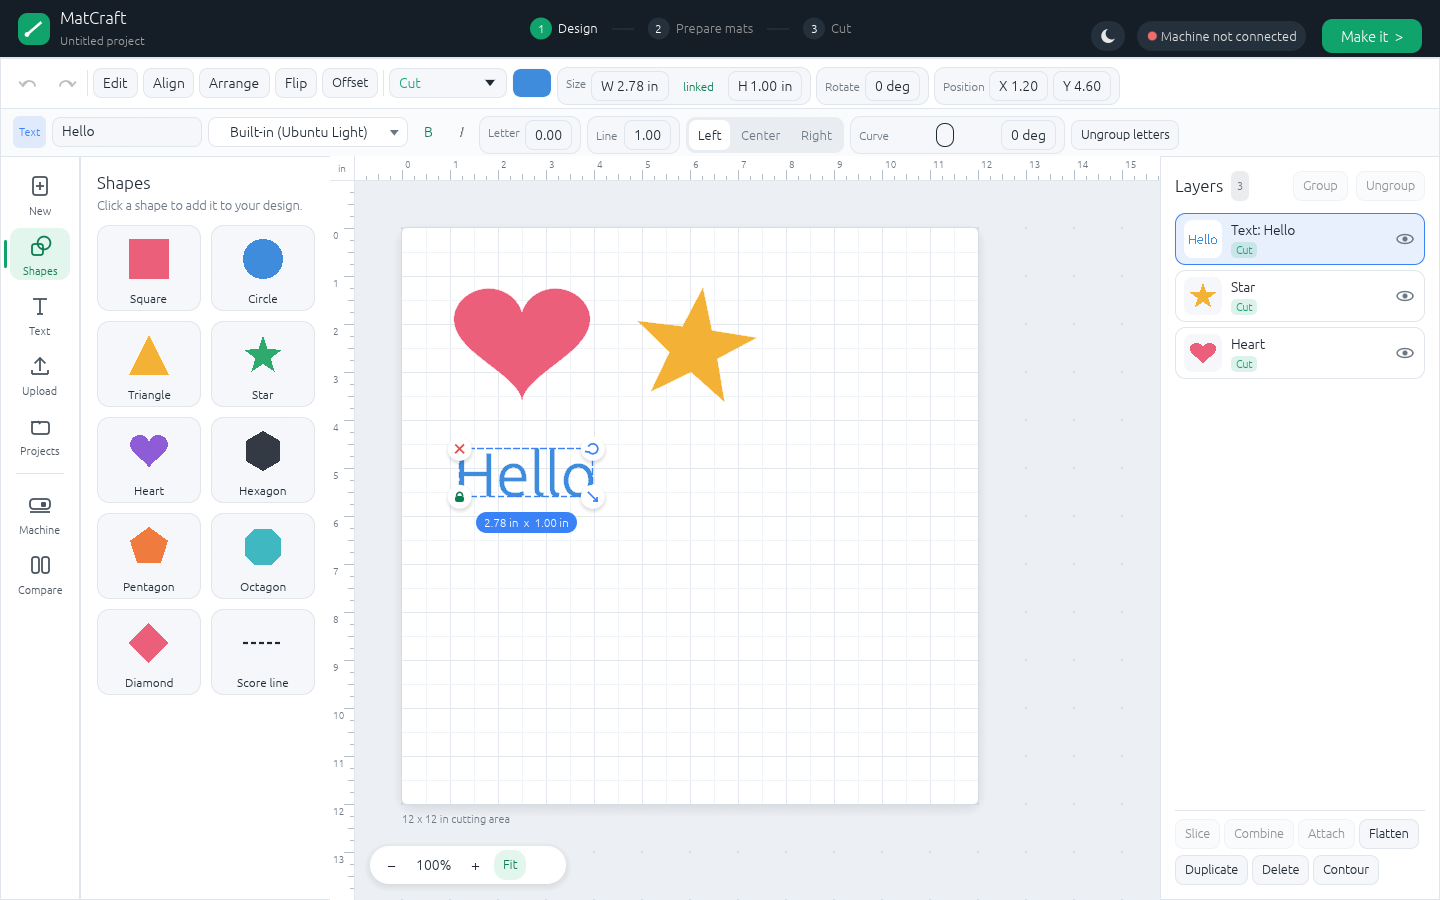 MatCraft
Untitled project
1 Design
2 Prepare mats
3 Cut
Machine not connected
Make it >
Edit
Align
Arrange
Flip
Offset
Cut
Size
W 2.78 in
linked
H 1.00 in
Rotate
0 deg
Position
X 1.20
Y 4.60
Text
Hello
Built-in (Ubuntu Light)
B
I
Letter
0.00
Line
1.00
Left
Center
Right
Curve
0 deg
Ungroup letters
New
Shapes
Text
Upload
Projects
Machine
Compare
Shapes
Click a shape to add it to your design.
Square
Circle
Triangle
Star
Heart
Hexagon
Pentagon
Octagon
Diamond
Score line
in
0 1 2 3 4 5 6 7 8 9 10 11 12 13 14 15
0
1
2
3
4
5
6
7
8
9
10
11
12
13
Hello
2.78 in x 1.00 in
12 x 12 in cutting area
− 100% + Fit
Layers 3
Group
Ungroup
Hello
Text: Hello
Cut
Star
Cut
Heart
Cut
Slice
Combine
Attach
Flatten
Duplicate
Delete
Contour